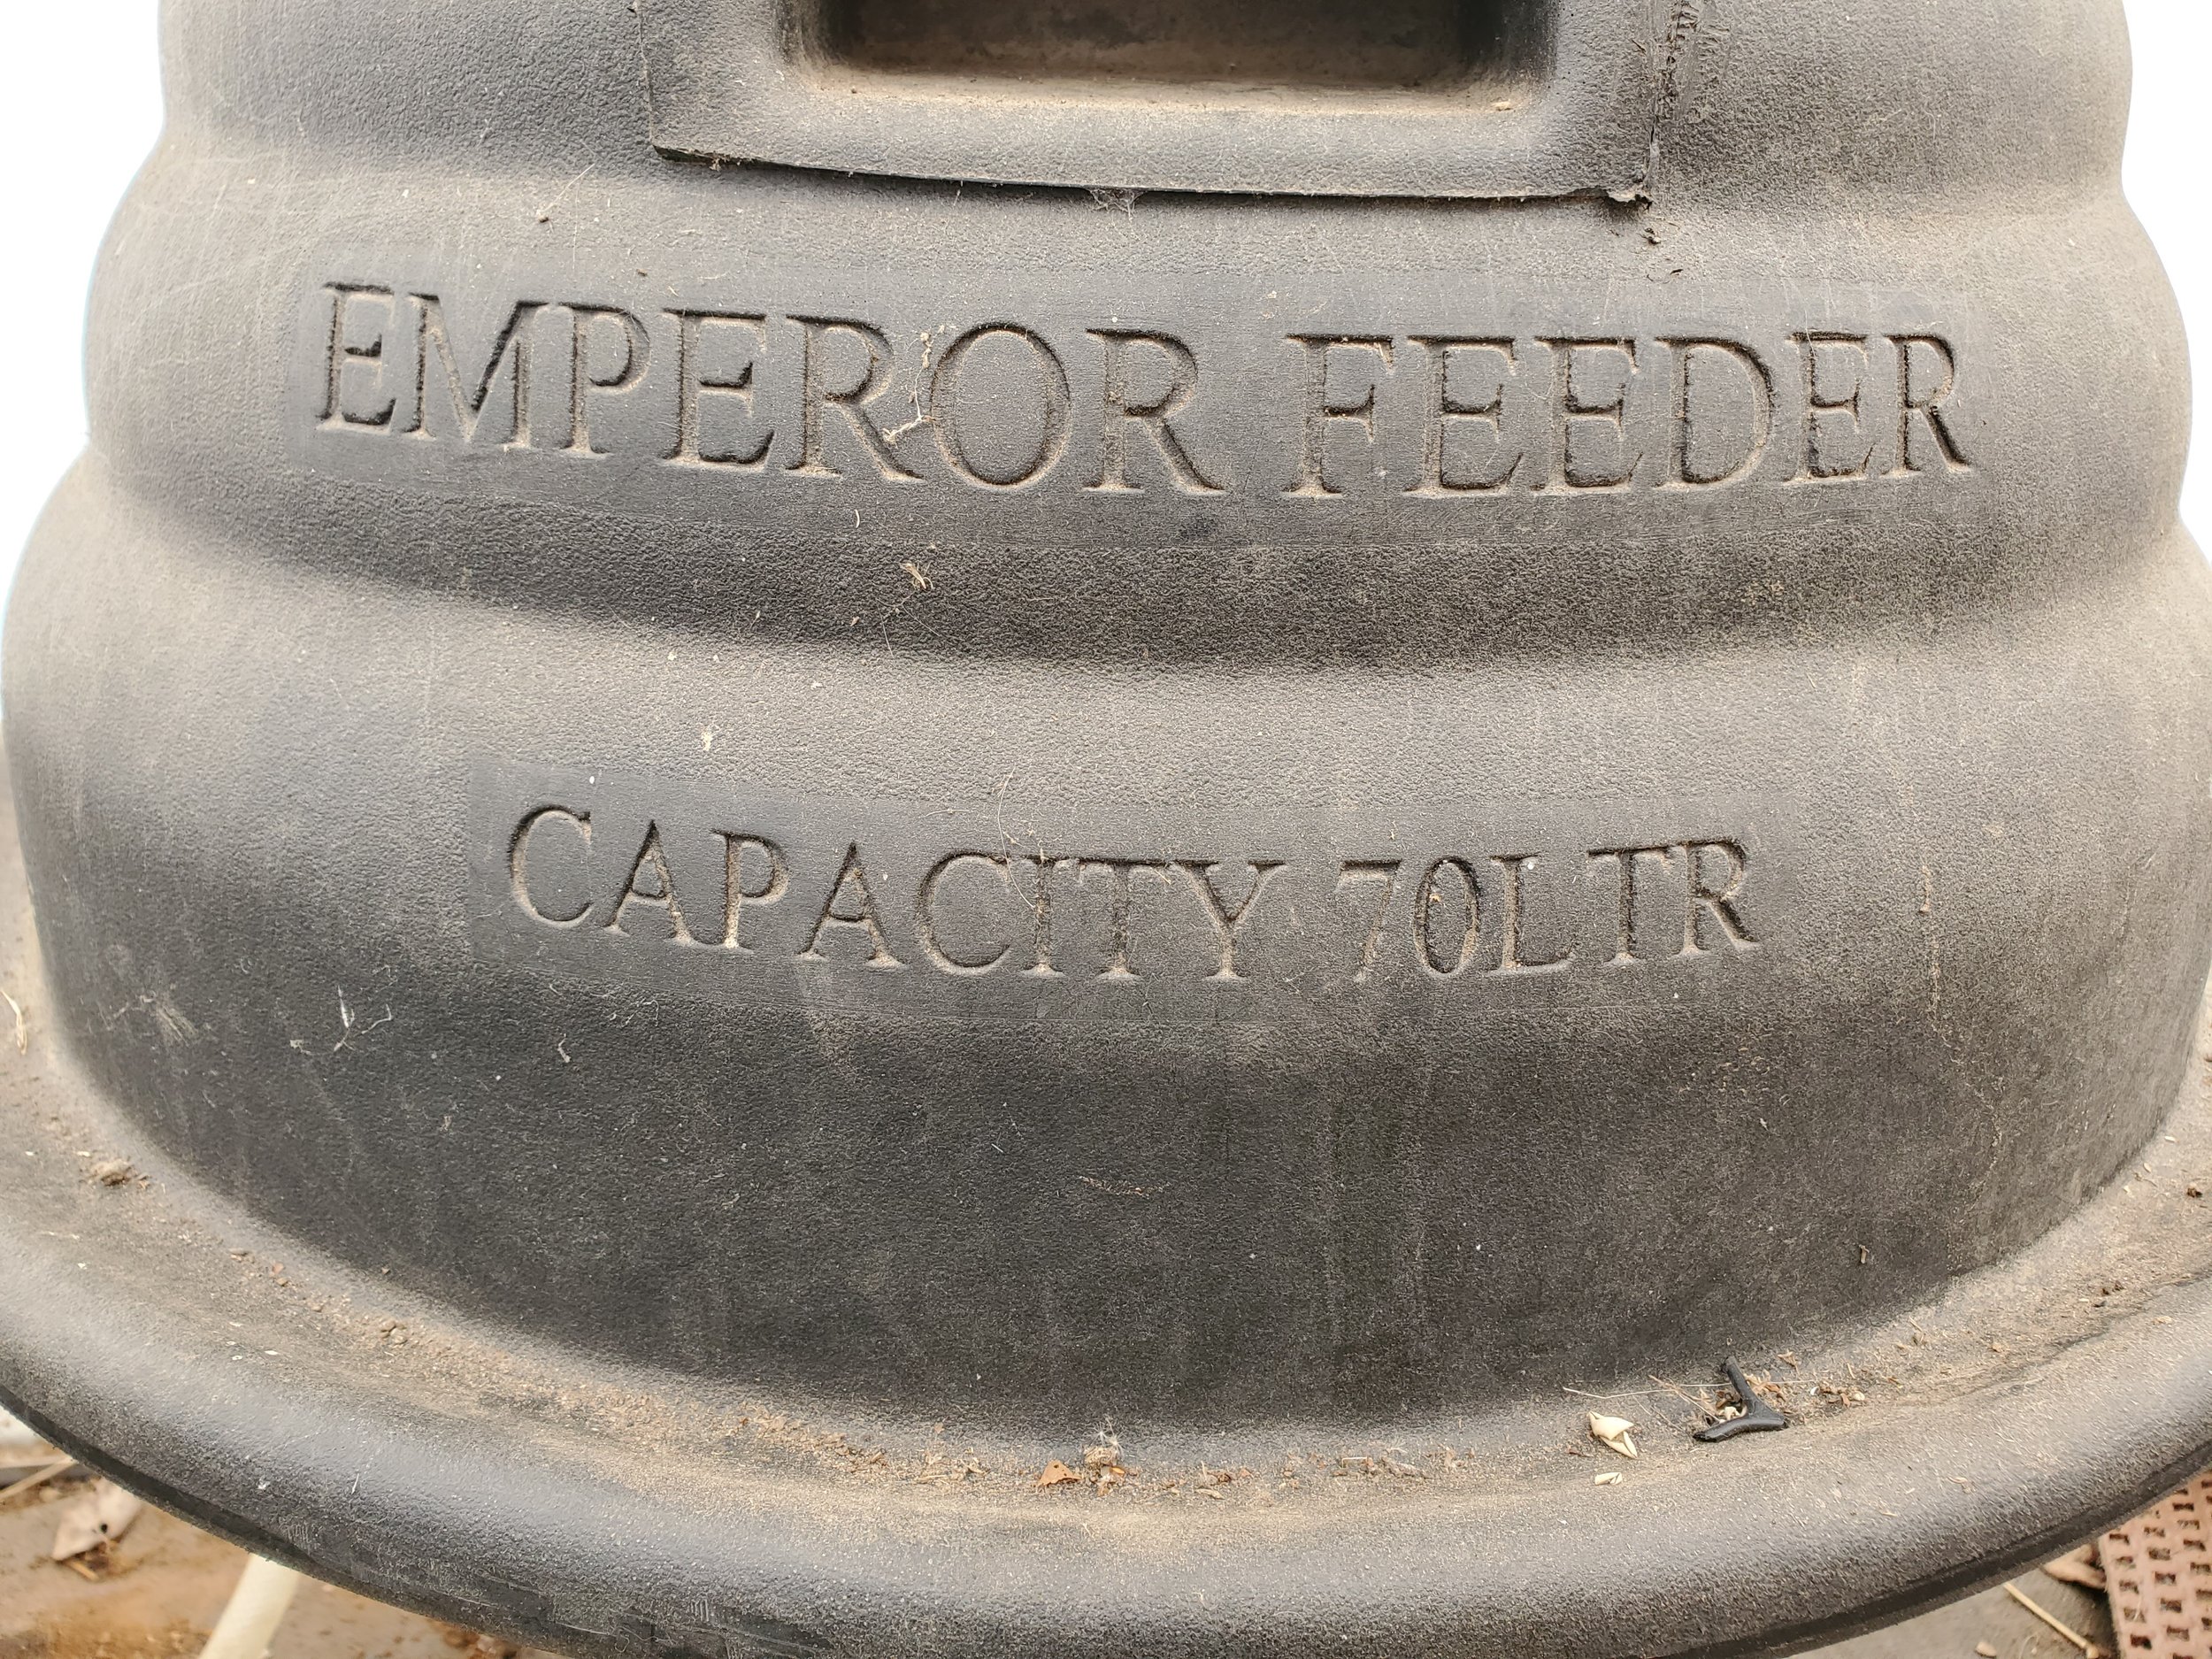 EMPEROR FEEDER
CAPACITY 70LTR